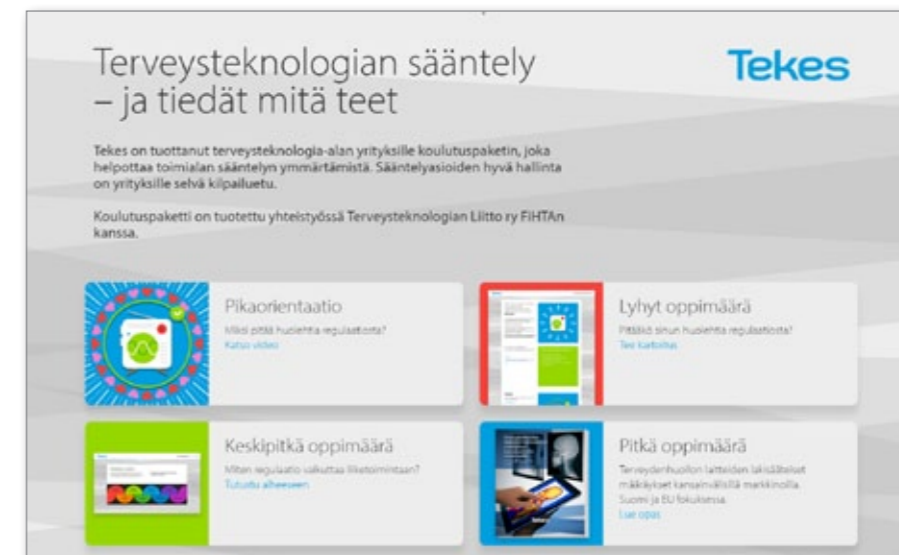 Terveysteknologian sääntely
– ja tiedät mitä teet
Tekes
Tekes on tuottanut terveysteknologia-alan yrityksille koulutuspaketin, joka
helpottaa toimialan sääntelyn ymmärtämistä. Sääntelyasioiden hyvä hallinta
on yrityksille selvä kilpailuetu.
Koulutuspaketti on tuotettu yhteistyössä Terveysteknologian Liitto ry FiHTAn
kanssa.
Pikaorientaatio
Miksi pitää huolehtia regulaatiosta?
Katso video
Lyhyt oppimäärä
Pitääkö sinun huolehtia regulaatiosta?
Tee kartoitus
Keskipitkä oppimäärä
Miten regulaatio vaikuttaa liiketoimintaan?
Tutustu aiheeseen
Pitkä oppimäärä
Terveydenhuollon laitteiden lakisääteiset
määräykset kansainvälisillä markkinoilla.
Suomi ja EU fokuksessa.
Lue opas